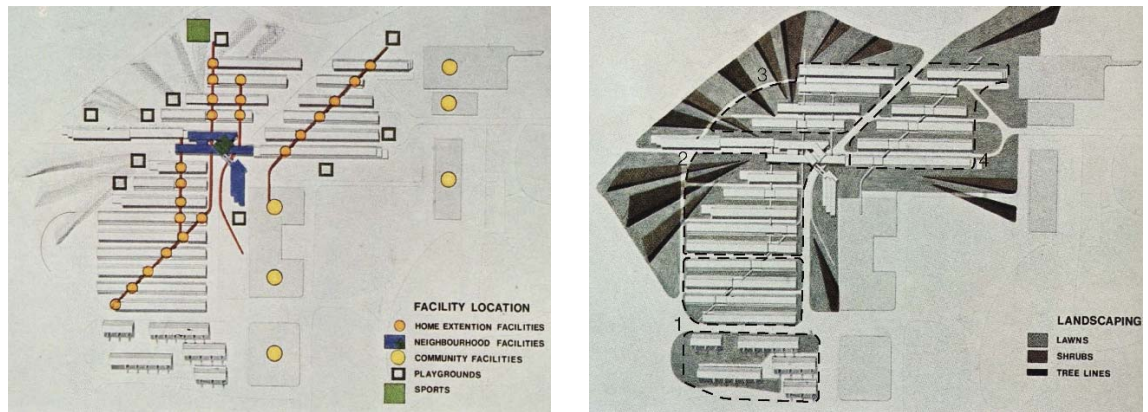 FACILITY LOCATION
HOME EXTENTION FACILITIES
NEIGHBOURHOOD FACILITIES
COMMUNITY FACILITIES
PLAYGROUNDS
SPORTS
3
2
4
1
LANDSCAPING
LAWNS
SHRUBS
TREE LINES